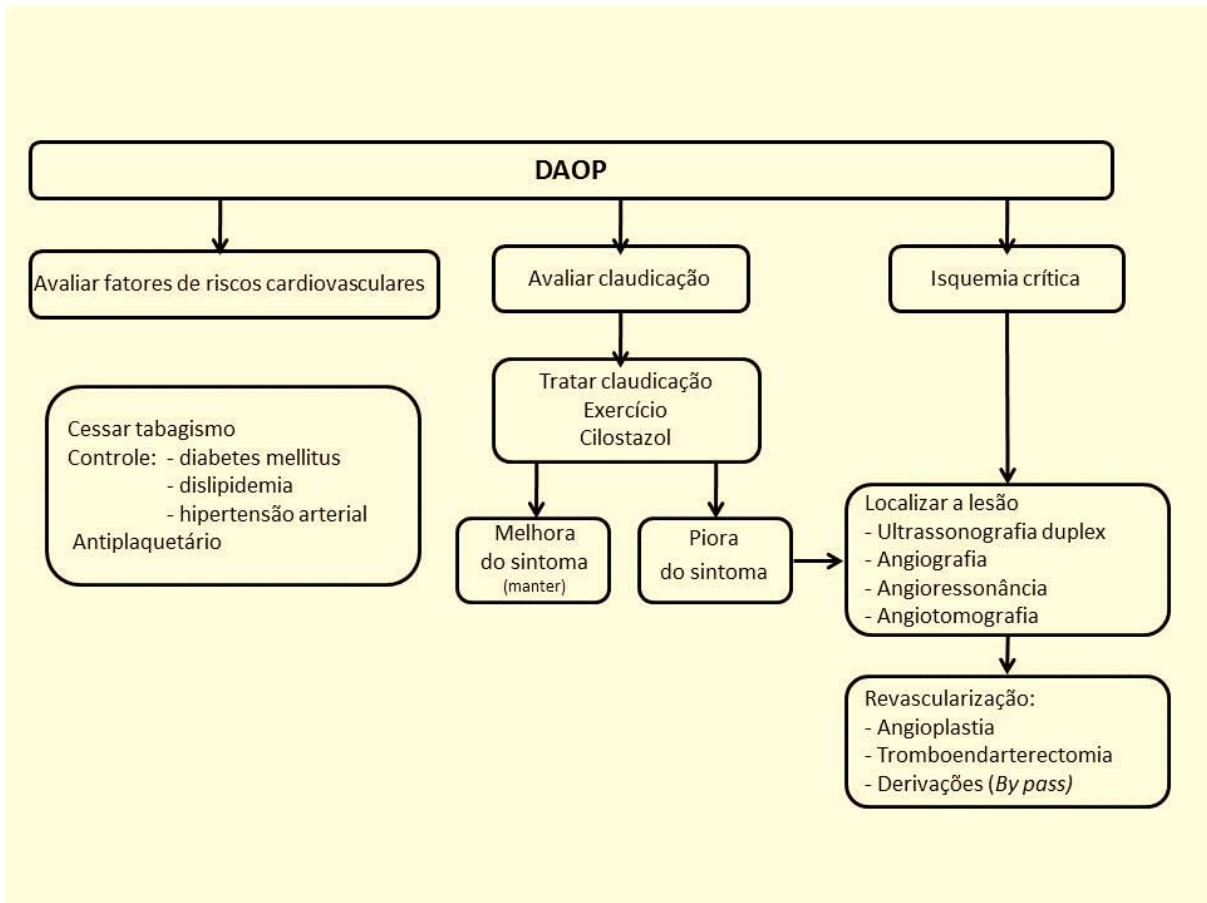 DAOP
Avaliar fatores de riscos cardiovasculares
Cessar tabagismo
Controle: - diabetes mellitus
- dislipidemia
- hipertensão arterial
Antiplaquetário
Avaliar claudicação
Tratar claudicação
Exercício
Cilostazol
Melhora
do sintoma
(manter)
Piora
do sintoma
Isquemia crítica
Localizar a lesão
- Ultrassonografia duplex
- Angiografia
- Angioressonância
- Angiotomografia
Revascularização:
- Angioplastia
- Tromboendarterectomia
- Derivações (By pass)